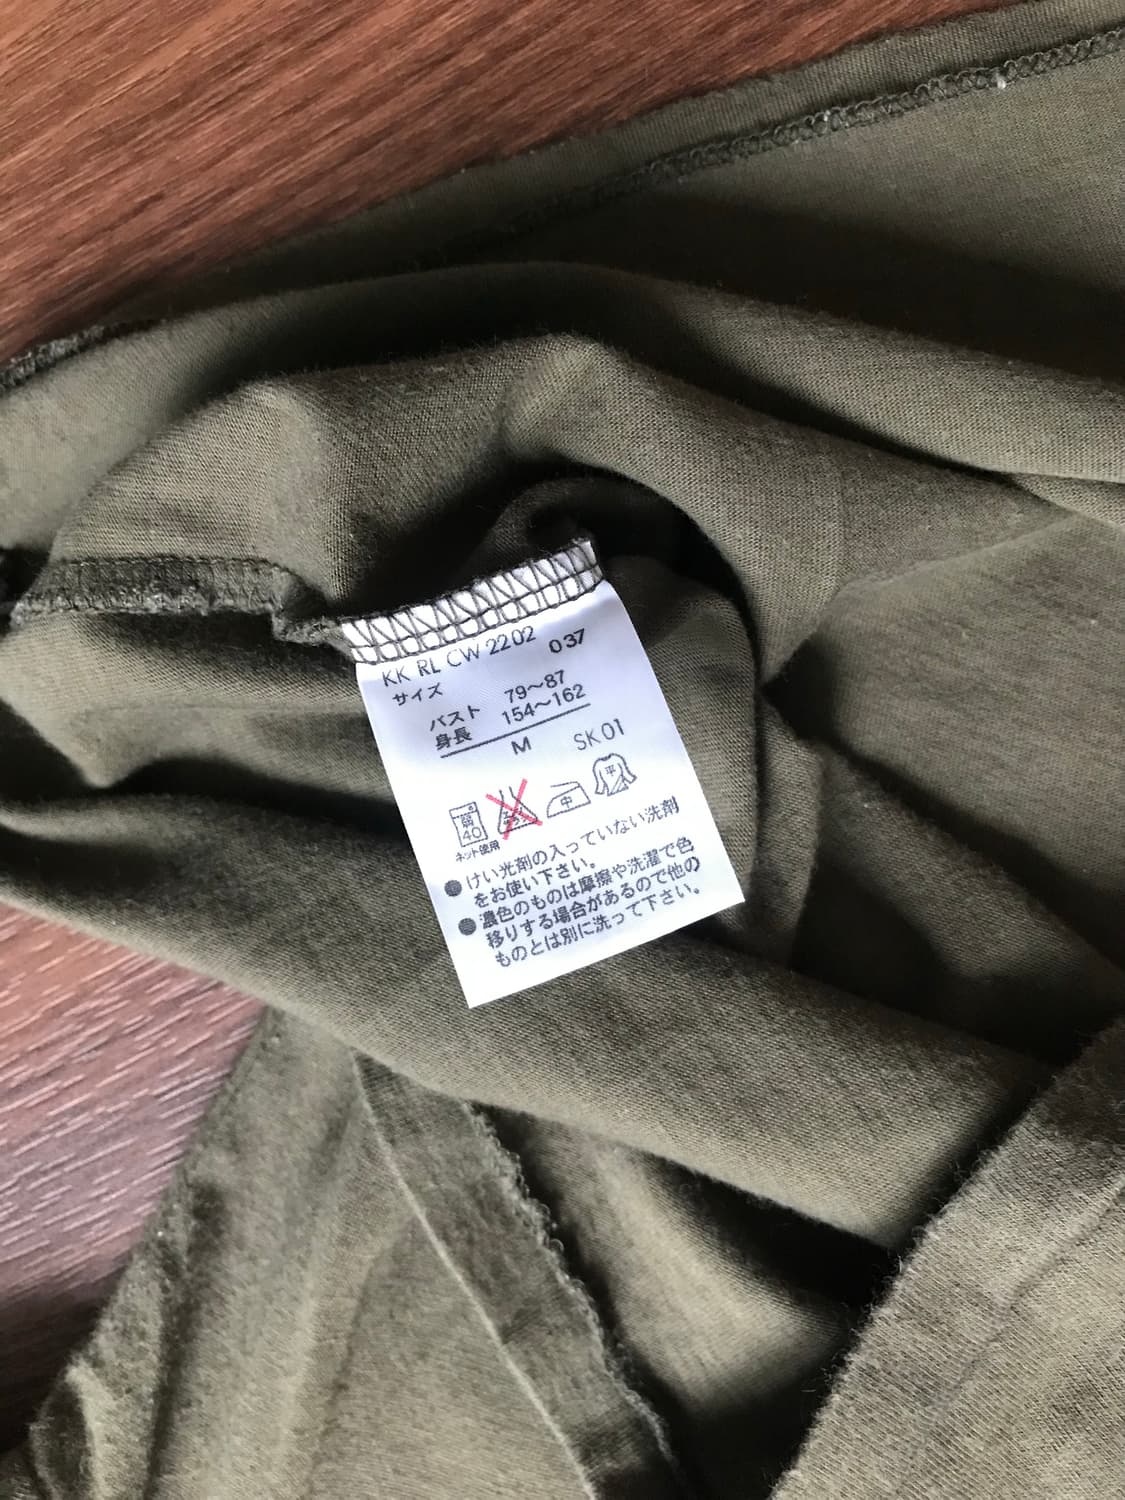 KK RL CW 2202 037
サイズ
バスト 79〜87
身長 154〜162
M SK 01
弱
40
中
平
ネット使用
●けい光剤の入っていない洗剤
をお使い下さい。
●濃色のものは摩擦や洗濯で色
移りする場合があるので他の
ものとは別に洗って下さい。